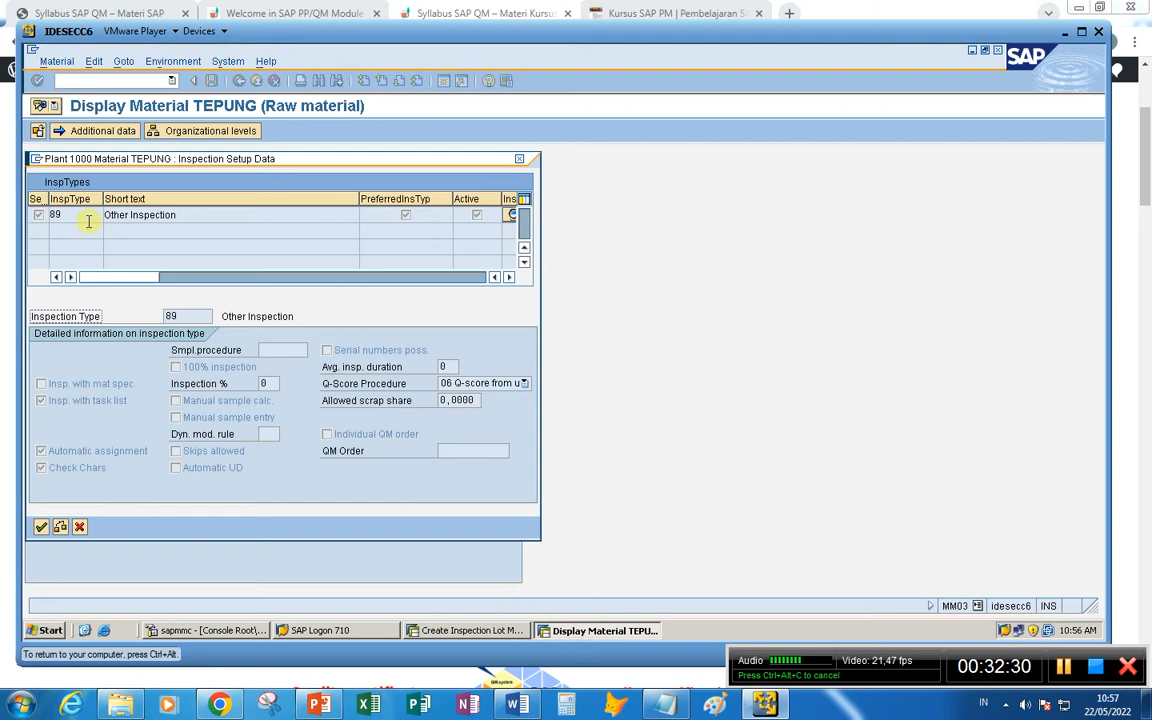 Syllabus SAP QM – Materi SAP
Welcome in SAP PP/QM Module
Syllabus SAP QM – Materi Kursus
Kursus SAP PM | Pembelajaran SA
IDESECC6 VMware Player Devices
Material Edit Goto Environment System Help
SAP
Display Material TEPUNG (Raw material)
Additional data Organizational levels
Plant 1000 Material TEPUNG : Inspection Setup Data
InspTypes
Se InspType Short text PreferredInsTyp Active Ins
89 Other Inspection
Inspection Type 89 Other Inspection
Detailed information on inspection type
Smpl.procedure Serial numbers poss.
100% inspection Avg. insp. duration 0
Insp. with mat spec. Inspection % 0 Q-Score Procedure 06 Q-score from u
Insp. with task list Manual sample calc. Allowed scrap share 0,0000
Manual sample entry
Dyn. mod. rule Individual QM order
Automatic assignment Skips allowed QM Order
Check Chars Automatic UD
MM03 idesecc6 INS
Start sapmmc - [Console Root\... SAP Logon 710 Create Inspection Lot M... Display Material TEPU... 10:56 AM
To return to your computer, press Ctrl+Alt.
QM system
Audio Video: 21,47 fps
Press Ctrl+Alt+C to cancel
00:32:30
IN 10:57
22/05/2022